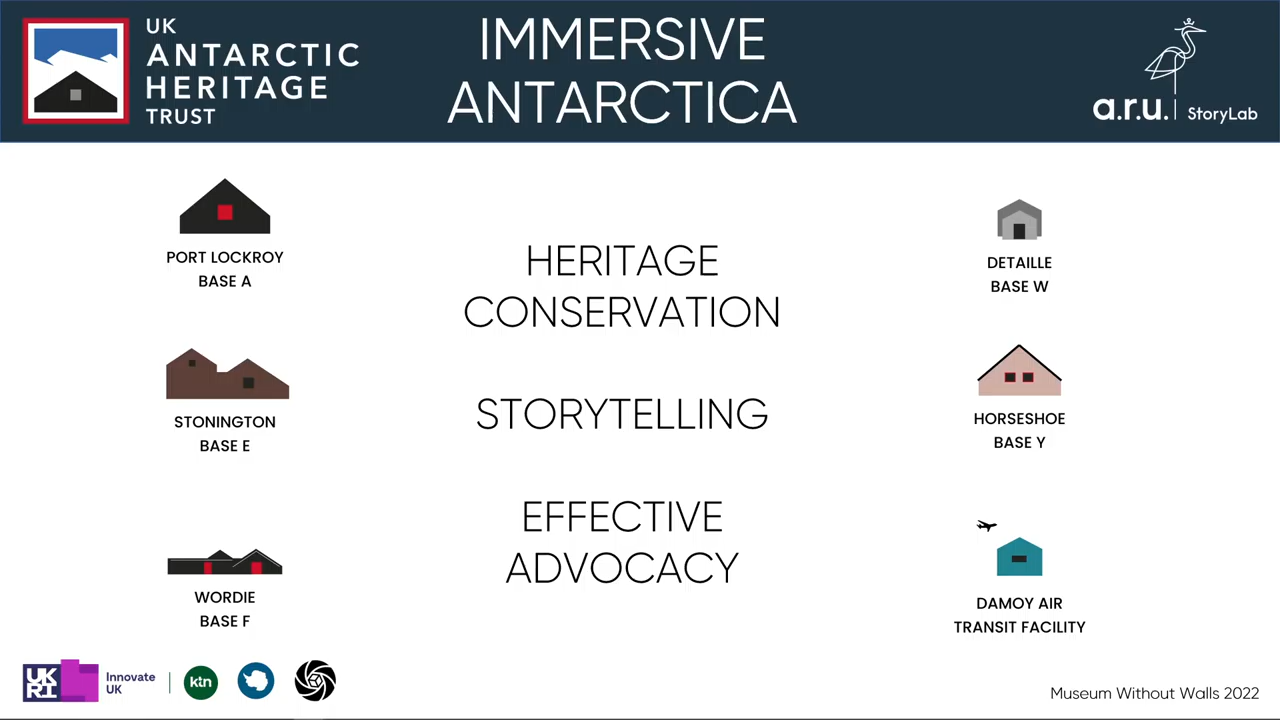 UK
ANTARCTIC
HERITAGE
TRUST
IMMERSIVE
ANTARCTICA
a.r.u. StoryLab
PORT LOCKROY
BASE A
STONINGTON
BASE E
WORDIE
BASE F
HERITAGE
CONSERVATION
STORYTELLING
EFFECTIVE
ADVOCACY
DETAILLE
BASE W
HORSESHOE
BASE Y
DAMOY AIR
TRANSIT FACILITY
UK
RI
Innovate
UK
ktn
Museum Without Walls 2022